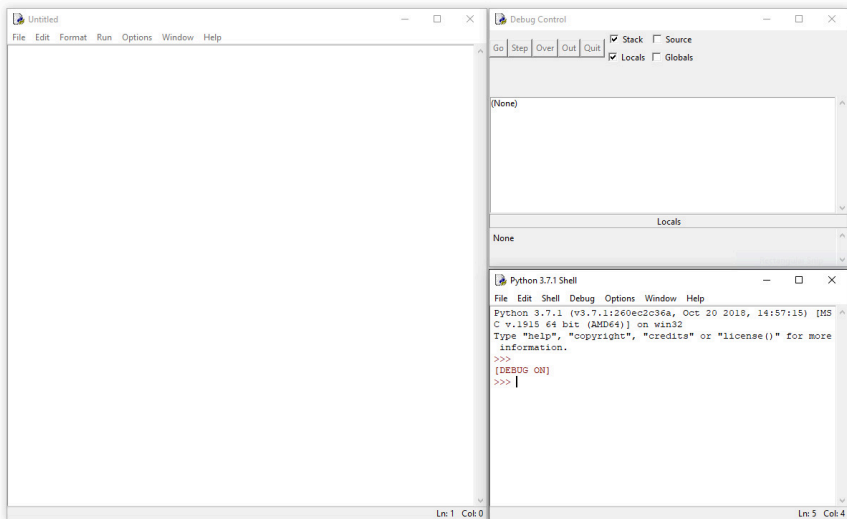 Untitled
File Edit Format Run Options Window Help
Ln: 1 Col: 0
Debug Control
Go Step Over Out Quit
Stack Source
Locals Globals
(None)
Locals
None
Python 3.7.1 Shell
File Edit Shell Debug Options Window Help
Python 3.7.1 (v3.7.1:260ec2c36a, Oct 20 2018, 14:57:15) [MS
C v.1915 64 bit (AMD64)] on win32
Type "help", "copyright", "credits" or "license()" for more
information.
>>>
[DEBUG ON]
>>>
Ln: 5 Col: 4